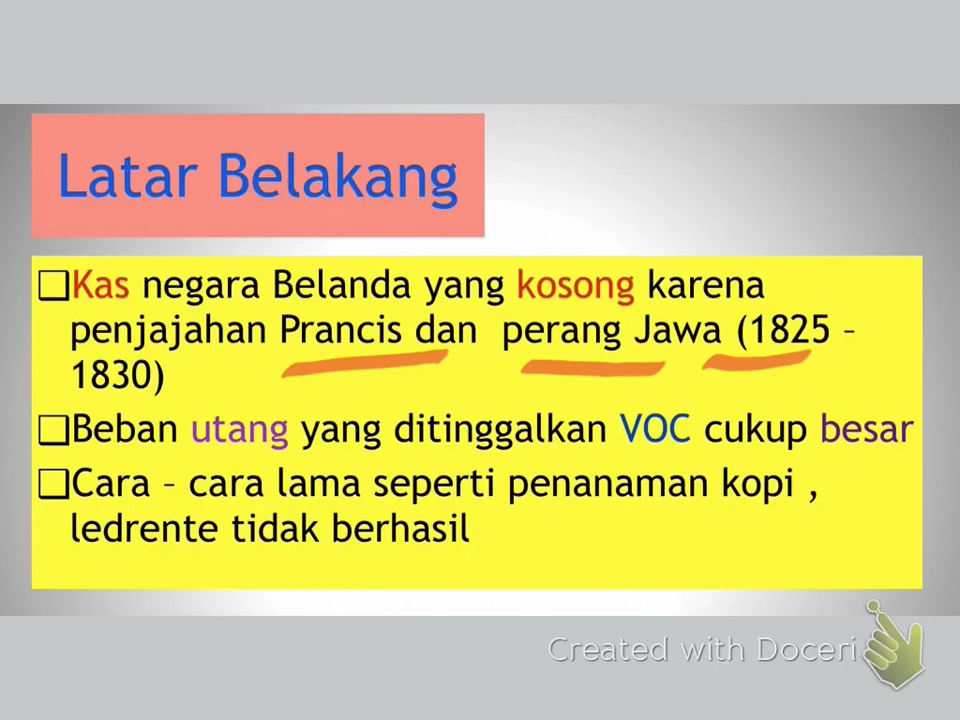 Latar Belakang
❑Kas negara Belanda yang kosong karena
penjajahan Prancis dan perang Jawa (1825 –
1830)
❑Beban utang yang ditinggalkan VOC cukup besar
❑Cara – cara lama seperti penanaman kopi ,
ledrente tidak berhasil
Created with Doceri